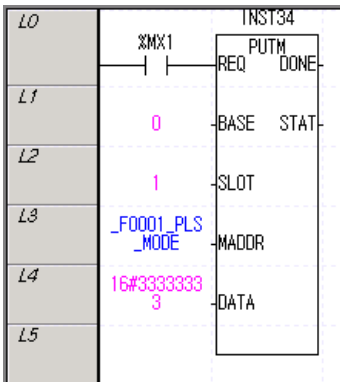 L0
INST34
%MX1
PUTM
REQ DONE
L1
0
BASE STAT
L2
1
SLOT
L3
_F0001_PLS
_MODE
MADDR
L4
16#3333333
3
DATA
L5